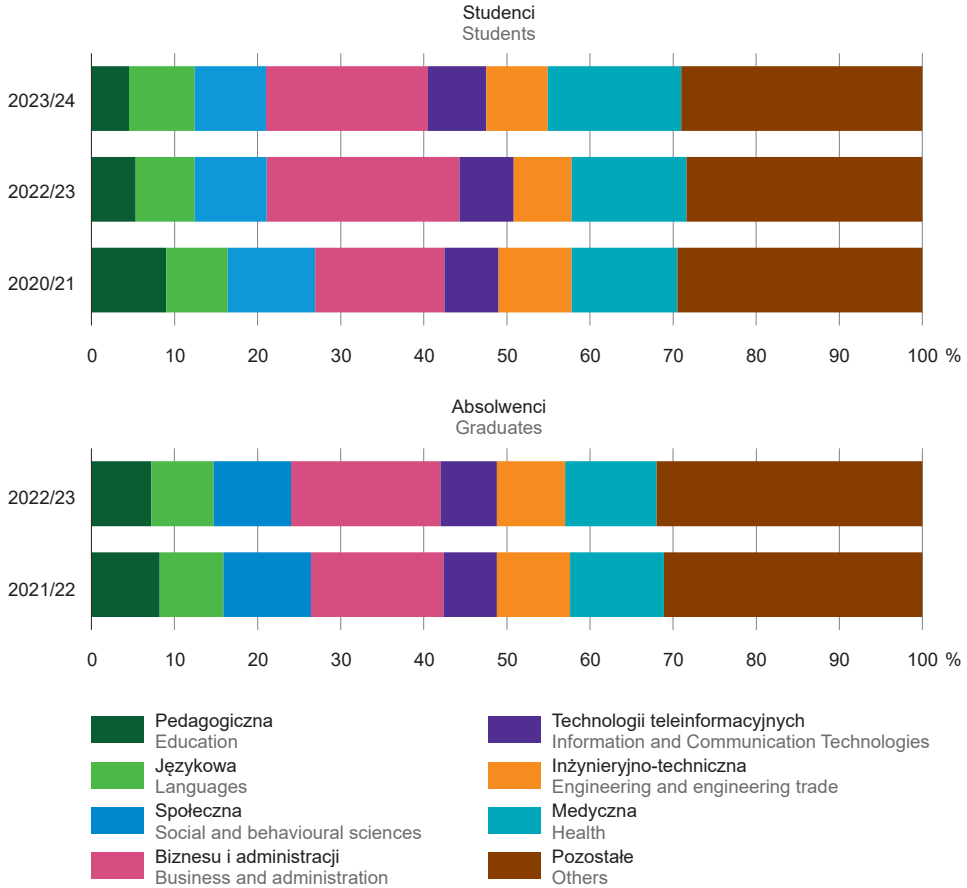 Studenci
Students
2023/24
2022/23
2020/21
0 10 20 30 40 50 60 70 80 90 100 %
Absolwenci
Graduates
2022/23
2021/22
0 10 20 30 40 50 60 70 80 90 100 %
Pedagogiczna
Education
Językowa
Languages
Społeczna
Social and behavioural sciences
Biznesu i administracji
Business and administration
Technologii teleinformacyjnych
Information and Communication Technologies
Inżynieryjno-techniczna
Engineering and engineering trade
Medyczna
Health
Pozostałe
Others